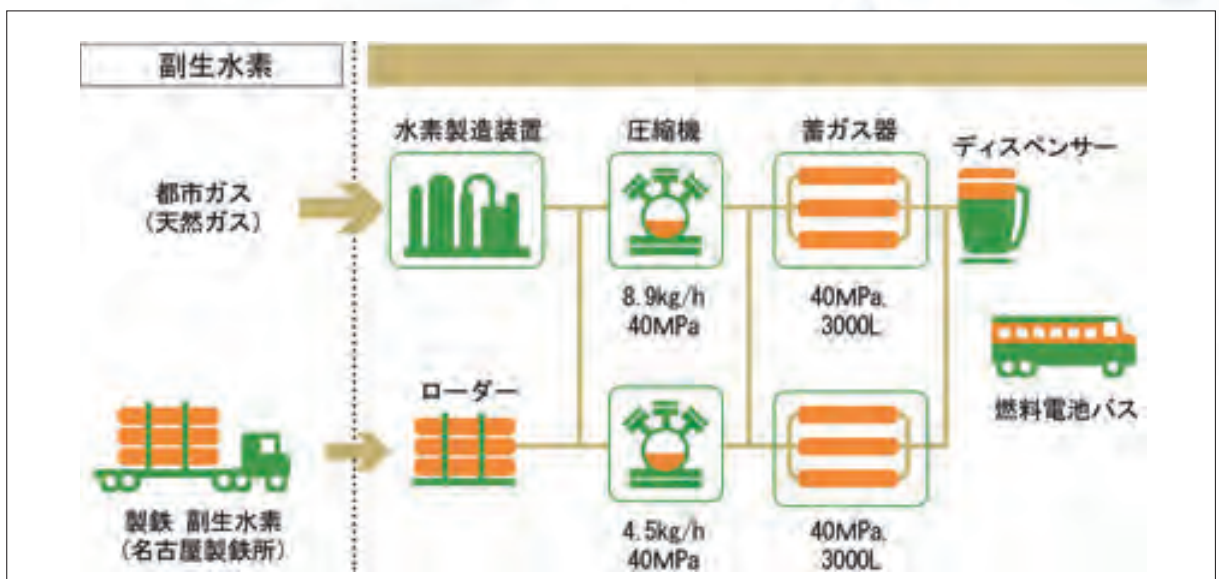 副生水素
水素製造装置
圧縮機
蓄ガス器
ディスペンサー
都市ガス
(天然ガス)
8.9kg/h
40MPa
40MPa.
3000L
ローダー
燃料電池バス
製鉄 副生水素
(名古屋製鉄所)
4.5kg/h
40MPa
40MPa.
3000L